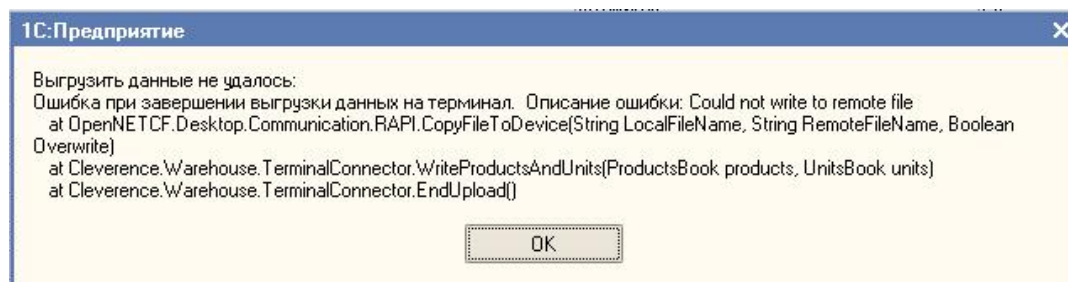 1С:Предприятие
Выгрузить данные не удалось:
Ошибка при завершении выгрузки данных на терминал. Описание ошибки: Could not write to remote file
at OpenNETCF.Desktop.Communication.RAPI.CopyFileToDevice(String LocalFileName, String RemoteFileName, Boolean
Overwrite)
at Cleverence.Warehouse.TerminalConnector.WriteProductsAndUnits(ProductsBook products, UnitsBook units)
at Cleverence.Warehouse.TerminalConnector.EndUpload()
OK